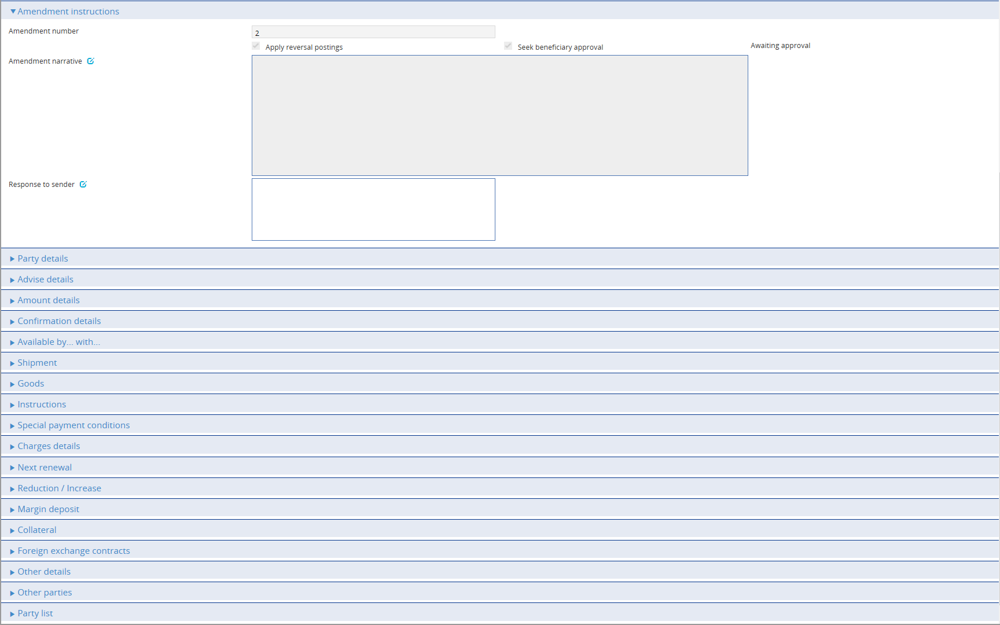 Amendment instructions
Amendment number
2
Apply reversal postings Seek beneficiary approval Awaiting approval
Amendment narrative
Response to sender
Party details
Advise details
Amount details
Confirmation details
Available by... with...
Shipment
Goods
Instructions
Special payment conditions
Charges details
Next renewal
Reduction / Increase
Margin deposit
Collateral
Foreign exchange contracts
Other details
Other parties
Party list